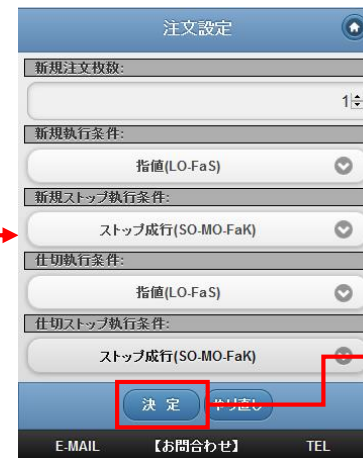 注文設定
新規注文枚数:
1
新規執行条件:
指値(LO-FaS)
新規ストップ執行条件:
ストップ成行(SO-MO-FaK)
仕切執行条件:
指値(LO-FaS)
仕切ストップ執行条件:
ストップ成行(SO-MO-FaK)
決 定 やり直し
E-MAIL 【お問合わせ】 TEL